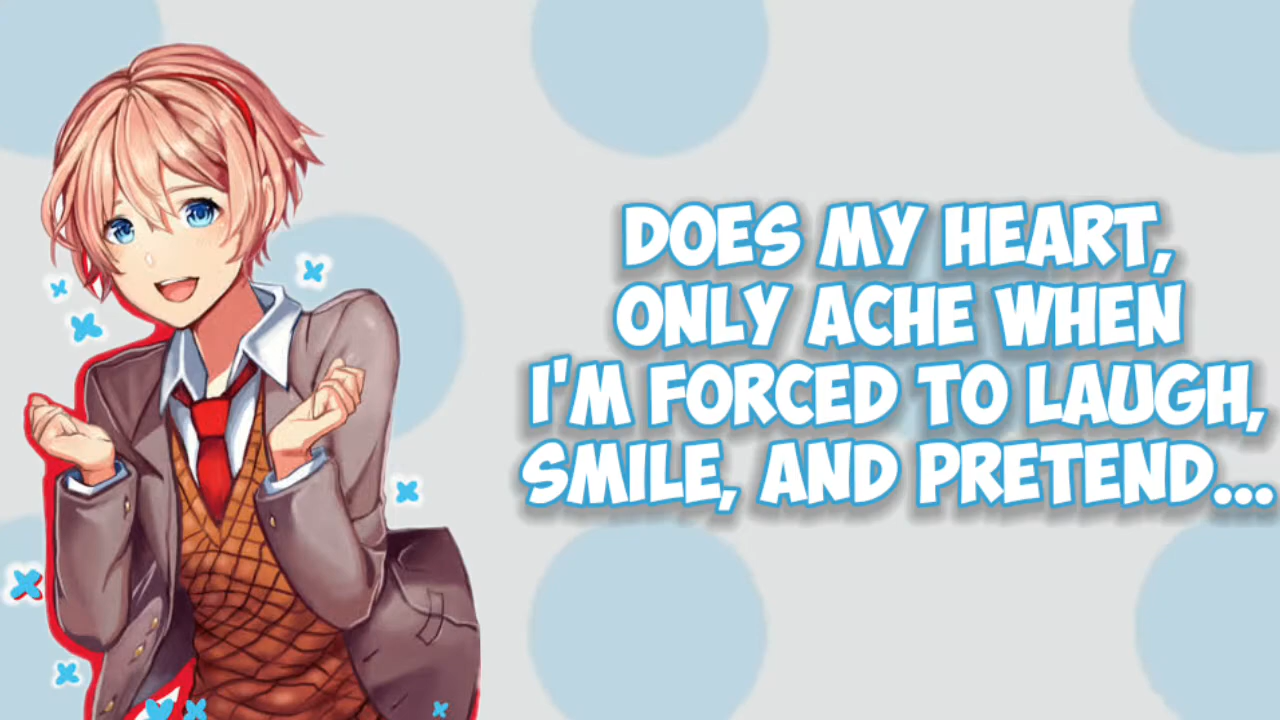 DOES MY HEART,
ONLY ACHE WHEN
I'M FORCED TO LAUGH,
SMILE, AND PRETEND...